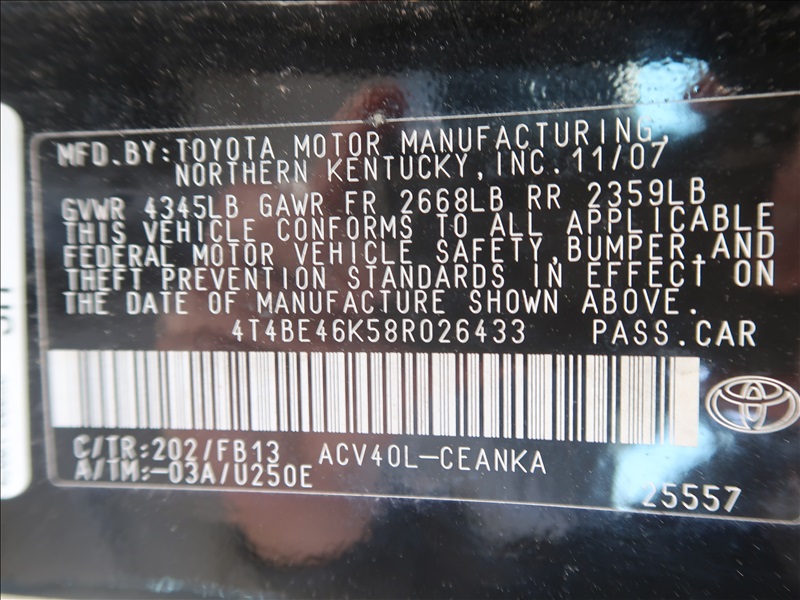 MFD.BY:TOYOTA MOTOR MANUFACTURING,
NORTHERN KENTUCKY,INC.11/07
GVWR 4345LB GAWR FR 2668LB RR 2359LB
THIS VEHICLE CONFORMS TO ALL APPLICABLE
FEDERAL MOTOR VEHICLE SAFETY,BUMPER,AND
THEFT PREVENTION STANDARDS IN EFFECT ON
THE DATE OF MANUFACTURE SHOWN ABOVE.
4T4BE46K58R026433 PASS.CAR
C/TR:202/FB13 ACV40L-CEANKA
A/TM:-03A/U250E
25557